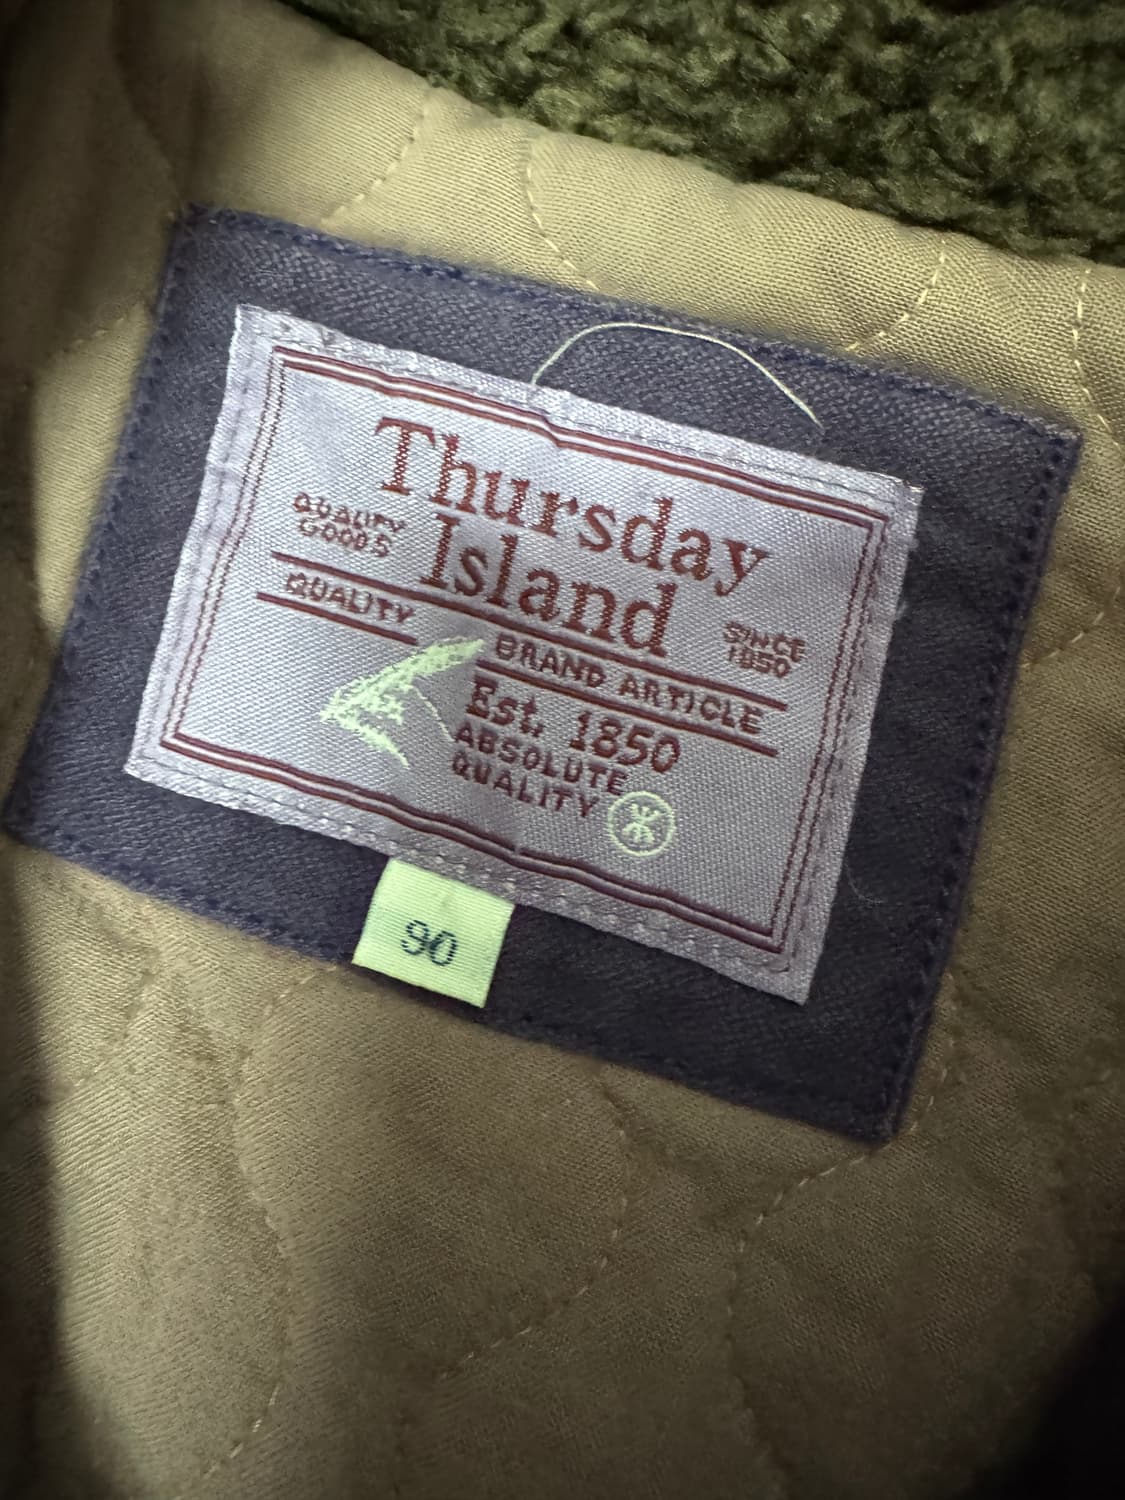 Thursday
Island
QUALITY
GOODS
SINCE
1850
QUALITY BRAND ARTICLE
Est. 1850
ABSOLUTE
QUALITY
90